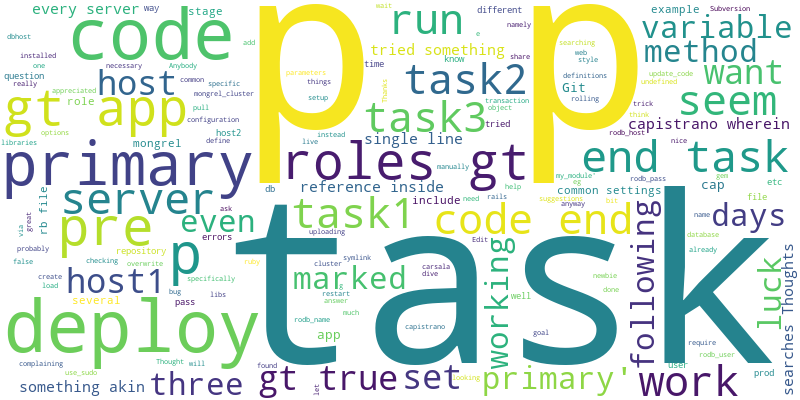 p p
task
code
deploy
primary
server
gt app
pre
p
host
host1
run
task2
task3
roles gt
task1
code end
end task
variable
method
want
seem
capistrano wherein
tried something
single line
reference inside
common settings
marked
even
three
gt true
set
primary'
work
working
following
luck
days
something akin
searches Thoughts
every server
stage
way
dbhost
installed
one
question
necessary
Anybody
add
really
role
common
specific
mongrel_cluster
pull
configuration
host2
options
define
libraries
mongrel
rb file
db
via
great
ask
errors
probably
repository
checking
overwrite
specifically
false
create
load
bug
pass
several
libs
ruby
complaining
use_sudo
Thought
will
found
let
uploading
cluster
symlink
Edit
restart
answer
much
rodb_name
app
carsala
dive
capistrano
looking
include
need
rails
manually
instead
live
help
well
goal
newbie
done
suggestions
bit
anyway
my_module
eg
gem
file
etc
cap
rodb_pass
name
database
already
require
rodb_user
user
prod
time
know
different
namely
share
wait
e
tried
setup
things
parameters
Thanks
transaction
object
searching
web
style
definitions
Git
rolling
example
Subversion
update_code
undefined
trick
think
rodb_host
nice
appreciated